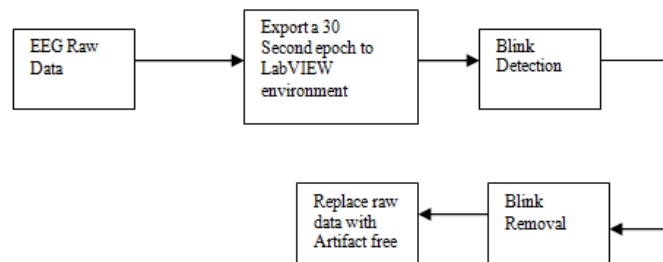 EEG Raw
Data
Export a 30
Second epoch to
LabVIEW
environment
Blink
Detection
Blink
Removal
Replace raw
data with
Artifact free